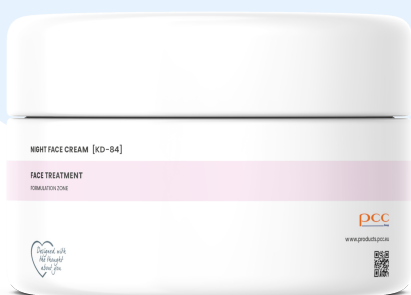 NIGHT FACE CREAM [KD-84]
FACE TREATMENT
FORMULATION ZONE
pcc
www.products.pcc.eu
Designed with
the thought
about you